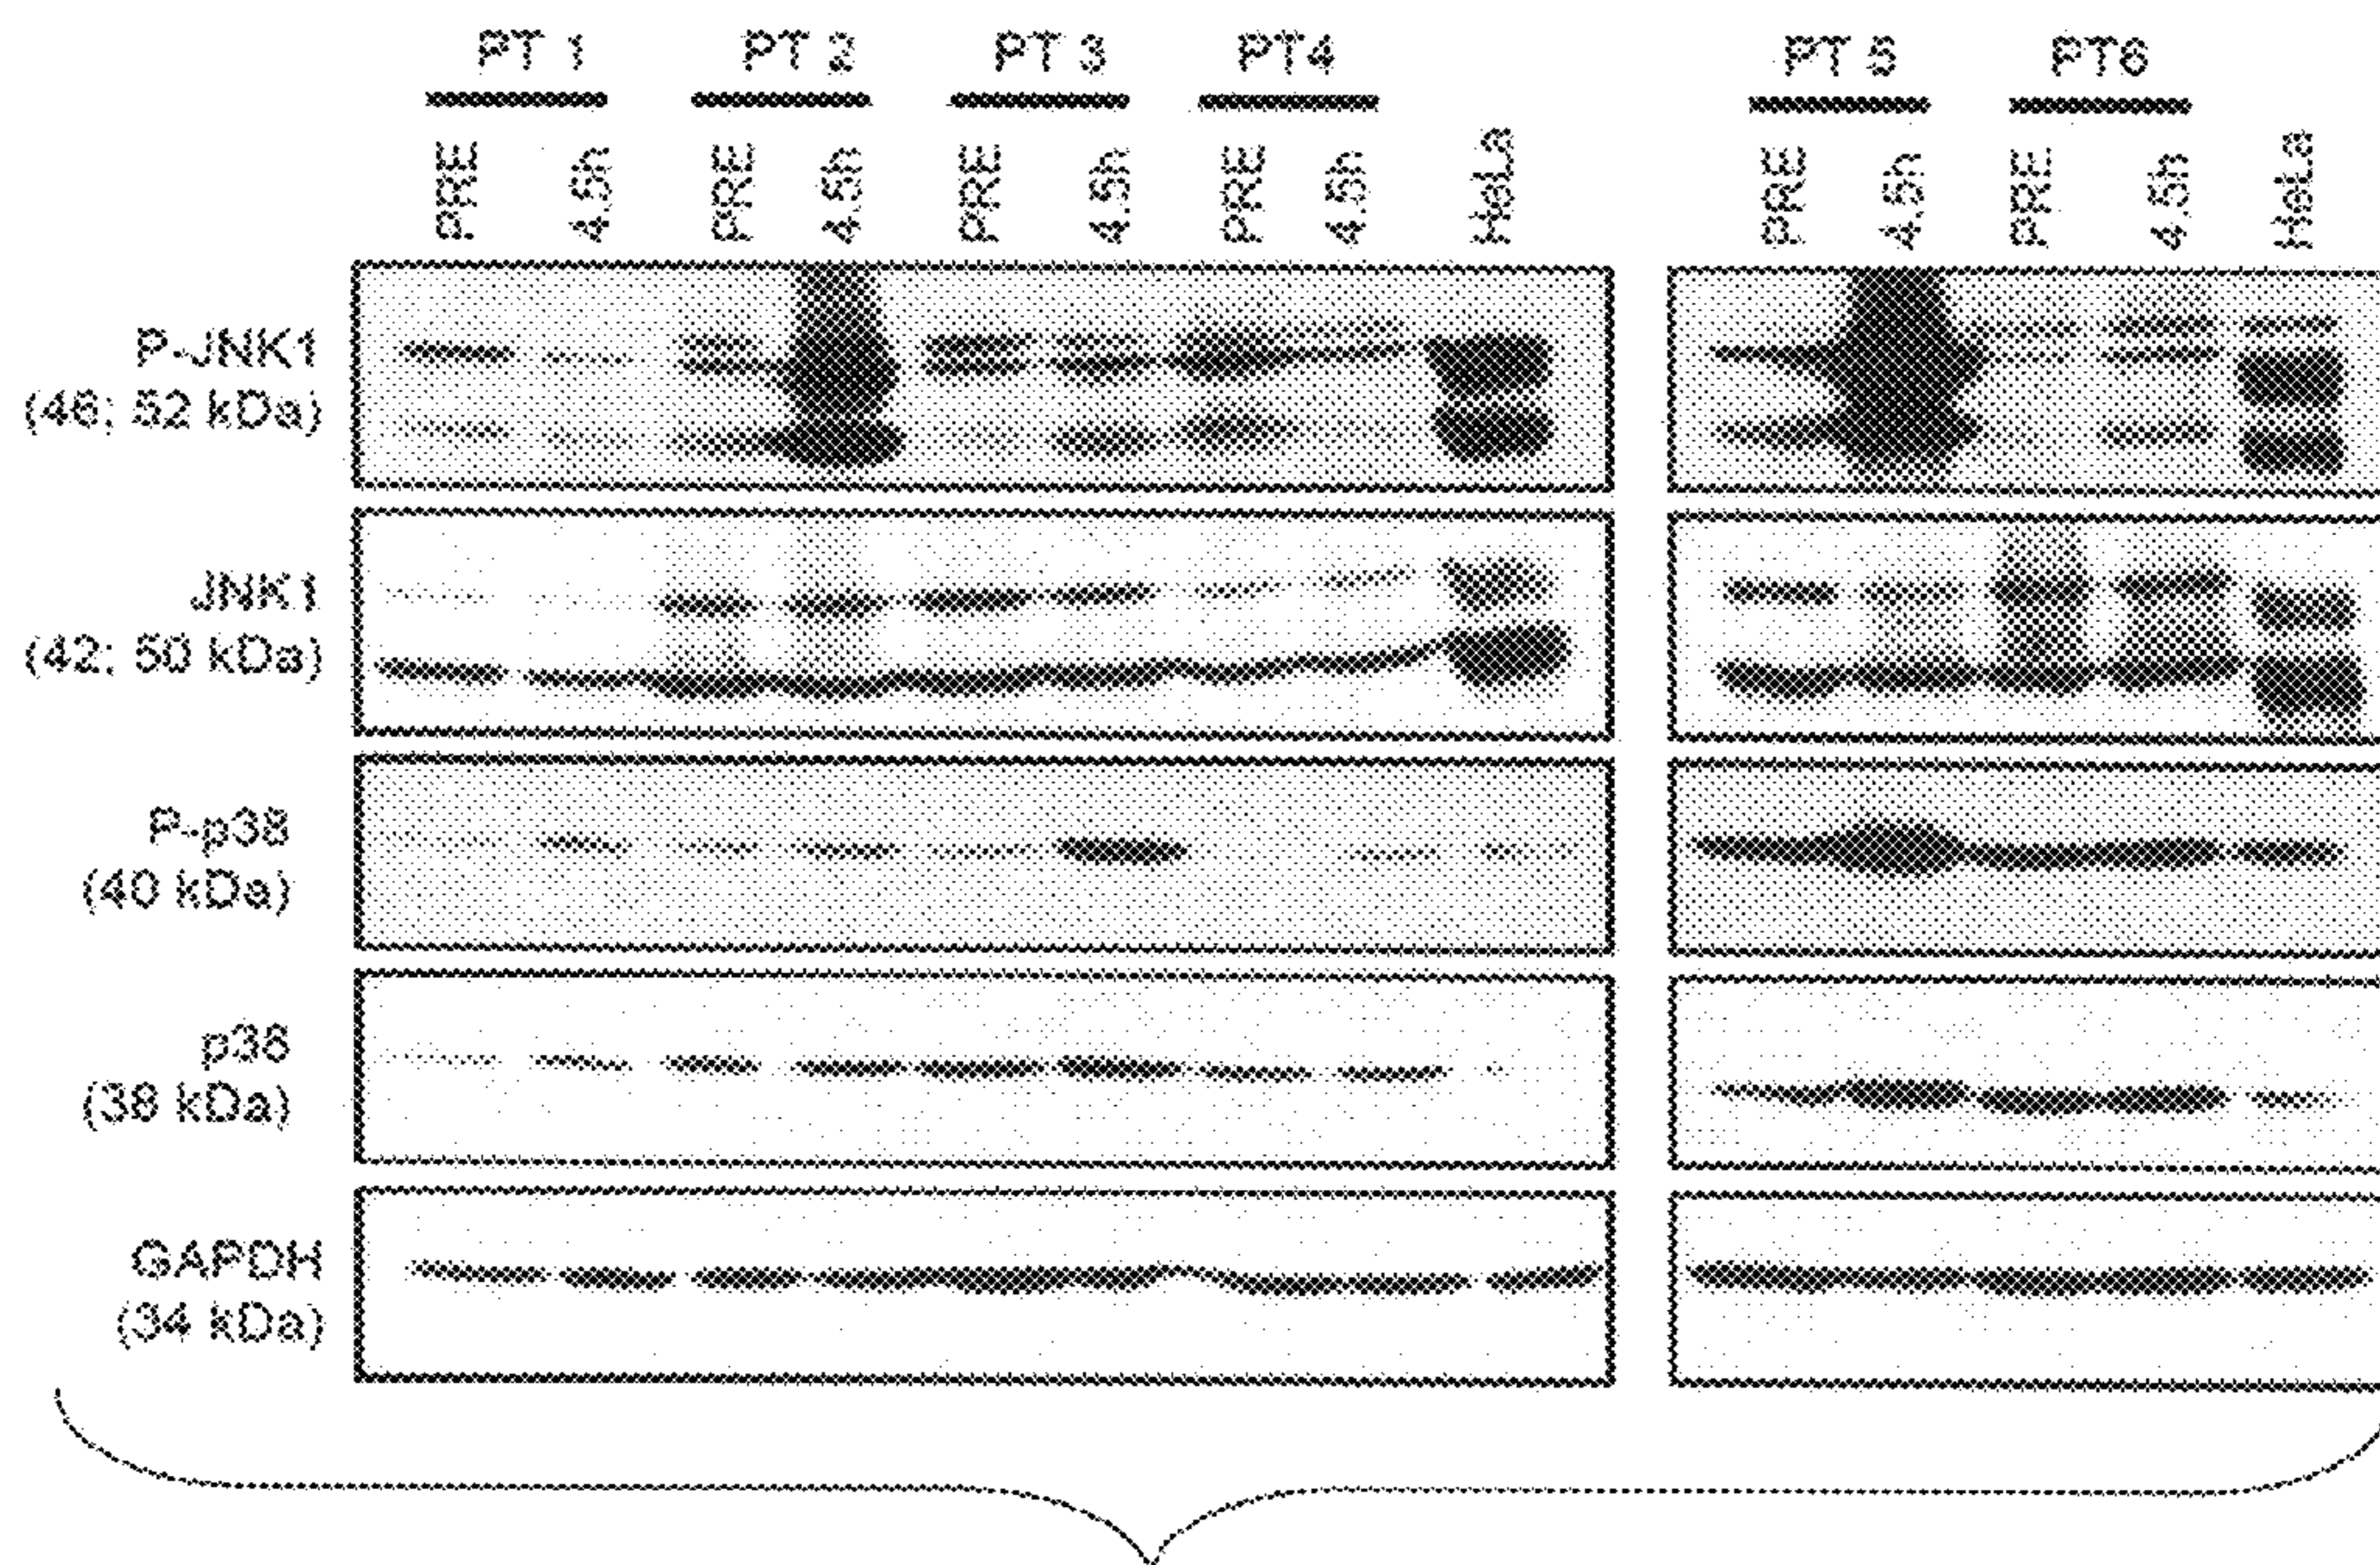 PT 1 PT 2 PT 3 PT4 PT 5 PT6
PRE 4.5h PRE 4.5h PRE 4.5h PRE 4.5h HeLa PRE 4.5h PRE 4.5h HeLa
P-JNK1
(46; 52 kDa)
JNK1
(42; 50 kDa)
P-p38
(40 kDa)
p38
(38 kDa)
GAPDH
(34 kDa)